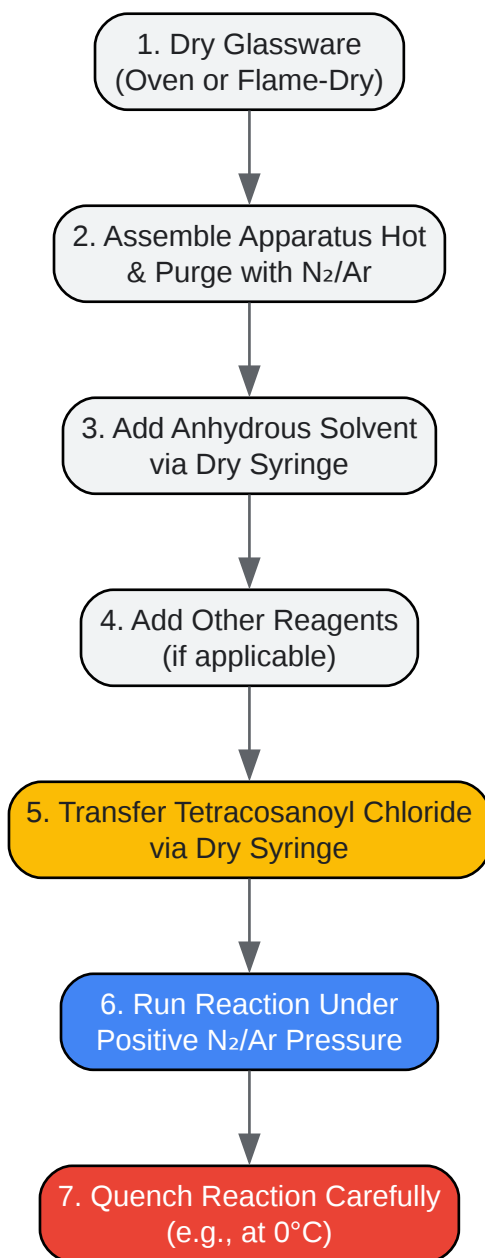 1. Dry Glassware
(Oven or Flame-Dry)
2. Assemble Apparatus Hot
& Purge with N₂/Ar
3. Add Anhydrous Solvent
via Dry Syringe
4. Add Other Reagents
(if applicable)
5. Transfer Tetracosanoyl Chloride
via Dry Syringe
6. Run Reaction Under
Positive N₂/Ar Pressure
7. Quench Reaction Carefully
(e.g., at 0°C)